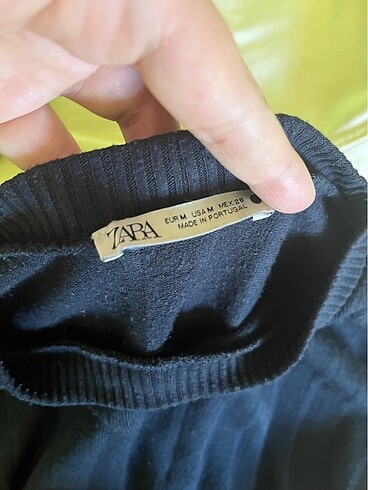 ZARA
EUR M USA M MEX 28
MADE IN PORTUGAL